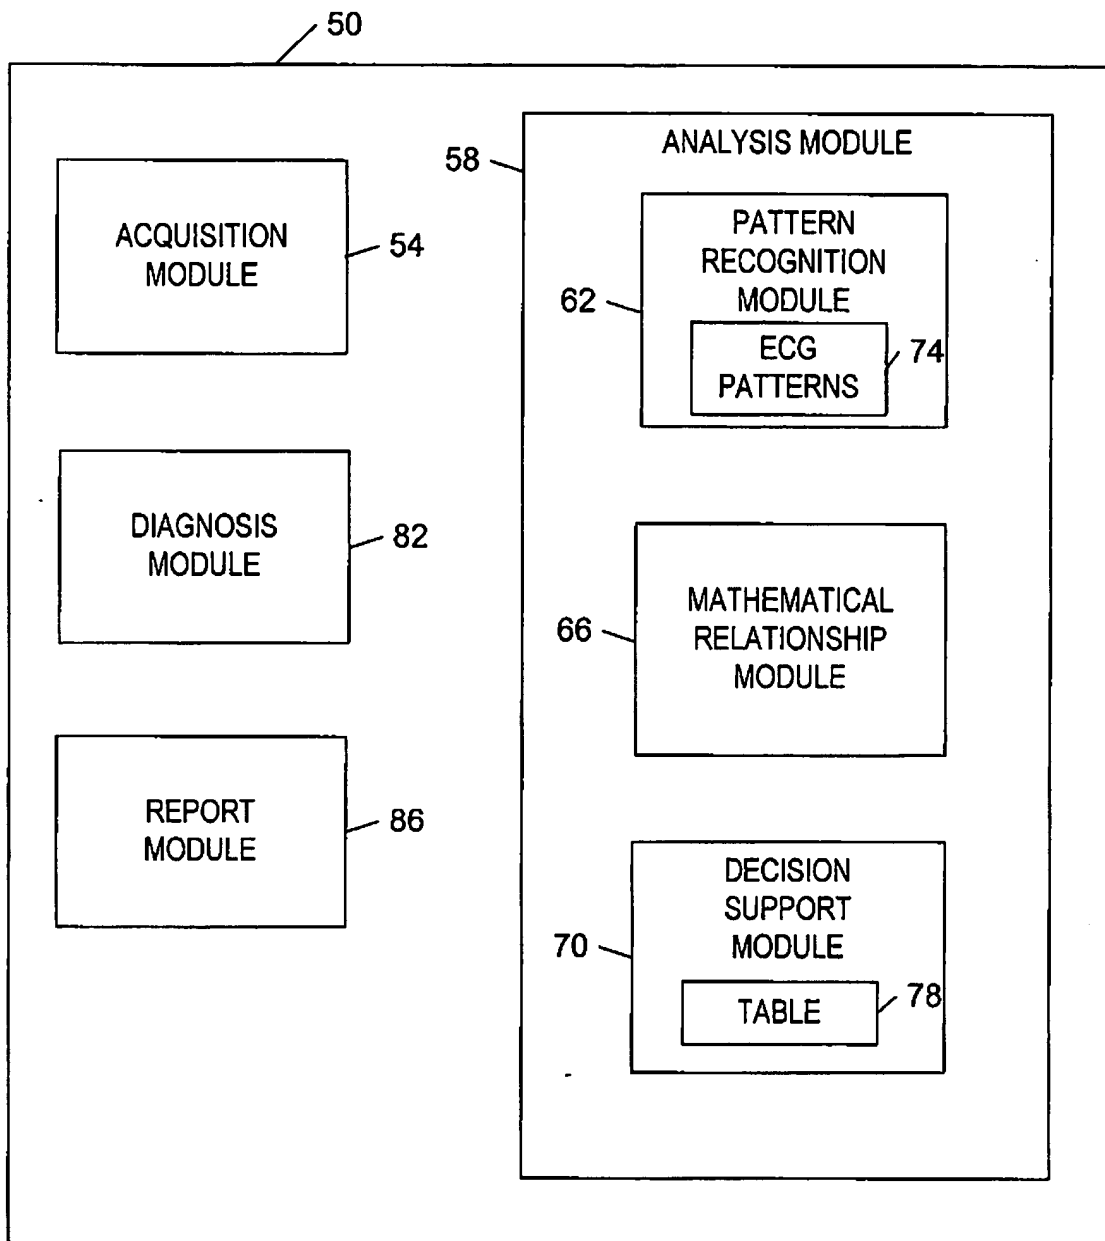 50
ACQUISITION
MODULE
54
DIAGNOSIS
MODULE
82
REPORT
MODULE
86
58
ANALYSIS MODULE
PATTERN
RECOGNITION
MODULE
62
ECG
PATTERNS
74
MATHEMATICAL
RELATIONSHIP
MODULE
66
DECISION
SUPPORT
MODULE
70
TABLE
78